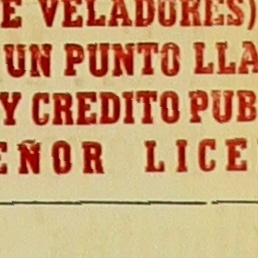 E VELADORES)
UN PUNTO LLA
Y CREDITO PUB
EÑOR LICE